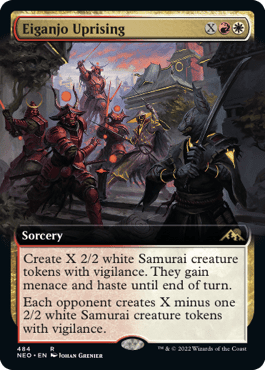 Eiganjo Uprising X
Sorcery
Create X 2/2 white Samurai creature
tokens with vigilance. They gain
menace and haste until end of turn.
Each opponent creates X minus one
2/2 white Samurai creature tokens
with vigilance.
484 R
NEO • EN Johan Grenier
™ & © 2022 Wizards of the Coast